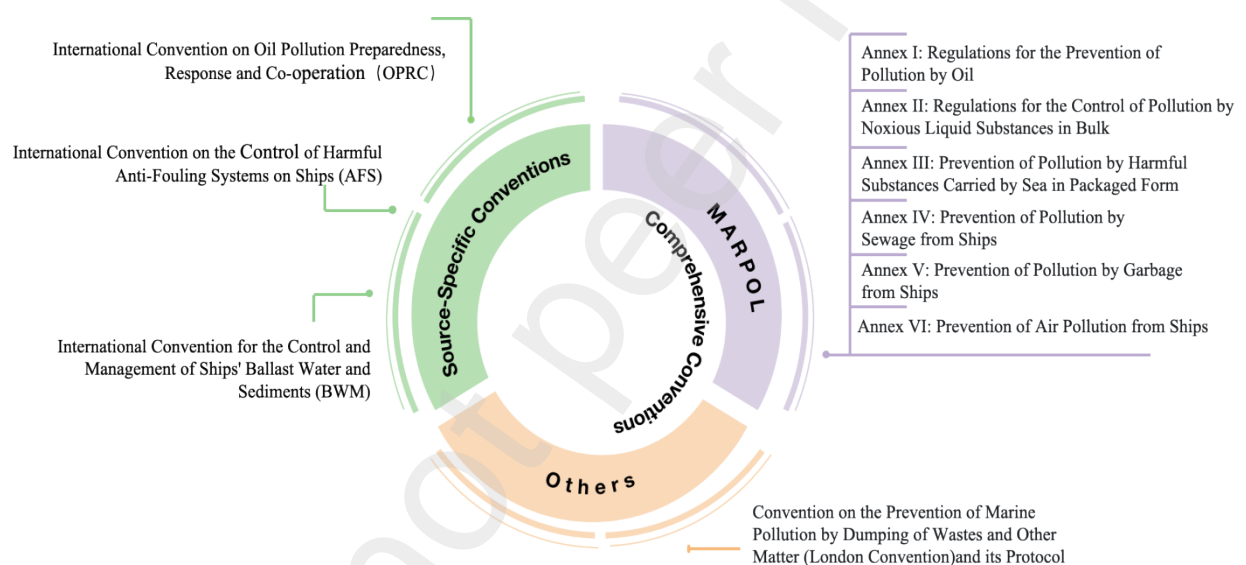 International Convention on Oil Pollution Preparedness,
Response and Co-operation（OPRC）
International Convention on the Control of Harmful
Anti-Fouling Systems on Ships (AFS)
International Convention for the Control and
Management of Ships' Ballast Water and
Sediments (BWM)
Source-Specific Conventions
MARPOL
Comprehensive Conventions
Others
Annex I: Regulations for the Prevention of
Pollution by Oil
Annex II: Regulations for the Control of Pollution by
Noxious Liquid Substances in Bulk
Annex III: Prevention of Pollution by Harmful
Substances Carried by Sea in Packaged Form
Annex IV: Prevention of Pollution by
Sewage from Ships
Annex V: Prevention of Pollution by Garbage
from Ships
Annex VI: Prevention of Air Pollution from Ships
Convention on the Prevention of Marine
Pollution by Dumping of Wastes and Other
Matter (London Convention)and its Protocol
not peer